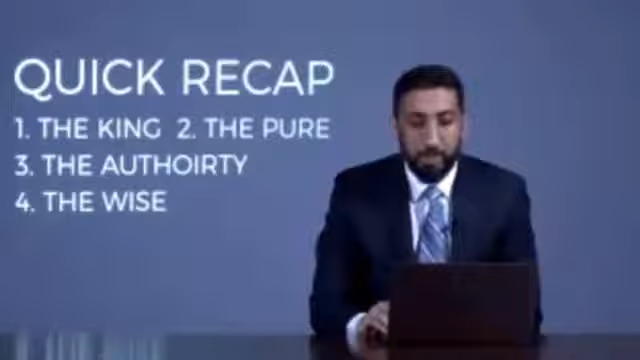 QUICK RECAP
1. THE KING 2. THE PURE
3. THE AUTHOIRTY
4. THE WISE